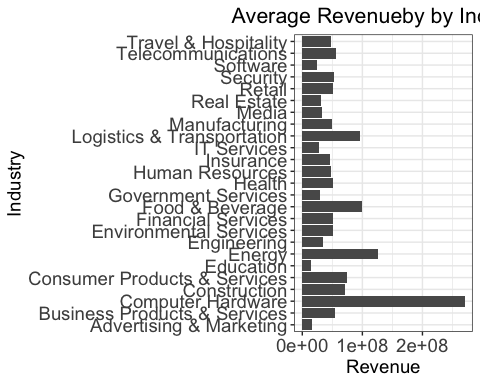 Average Revenueby by Ind
Travel & Hospitality
Telecommunications
Software
Security
Retail
Real Estate
Media
Manufacturing
Logistics & Transportation
IT Services
Insurance
Human Resources
Health
Government Services
Food & Beverage
Financial Services
Environmental Services
Engineering
Energy
Education
Consumer Products & Services
Construction
Computer Hardware
Business Products & Services
Advertising & Marketing
Industry
0e+00 1e+08 2e+08
Revenue